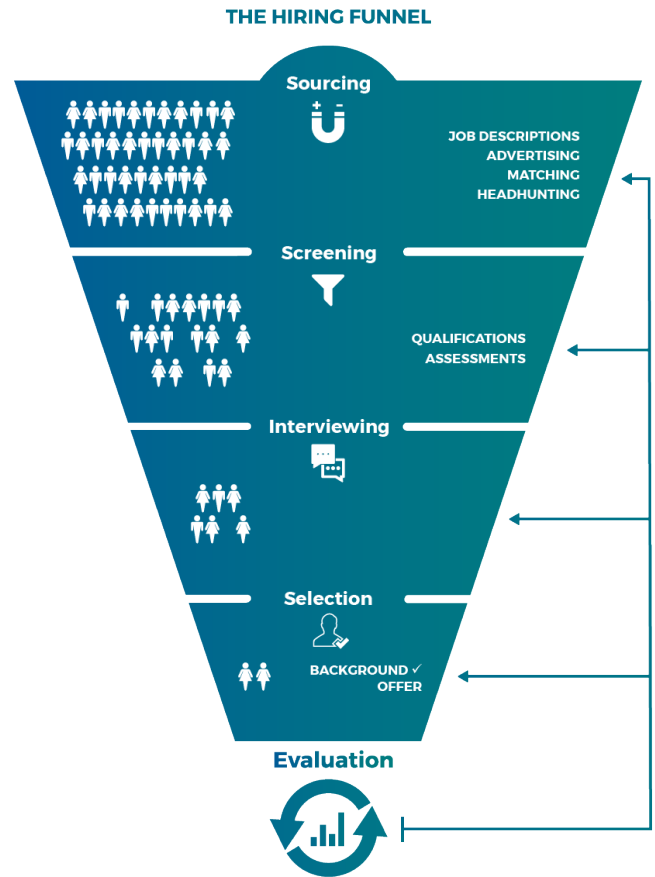 THE HIRING FUNNEL
Sourcing
JOB DESCRIPTIONS
ADVERTISING
MATCHING
HEADHUNTING
Screening
QUALIFICATIONS
ASSESSMENTS
Interviewing
Selection
BACKGROUND ✓
OFFER
Evaluation